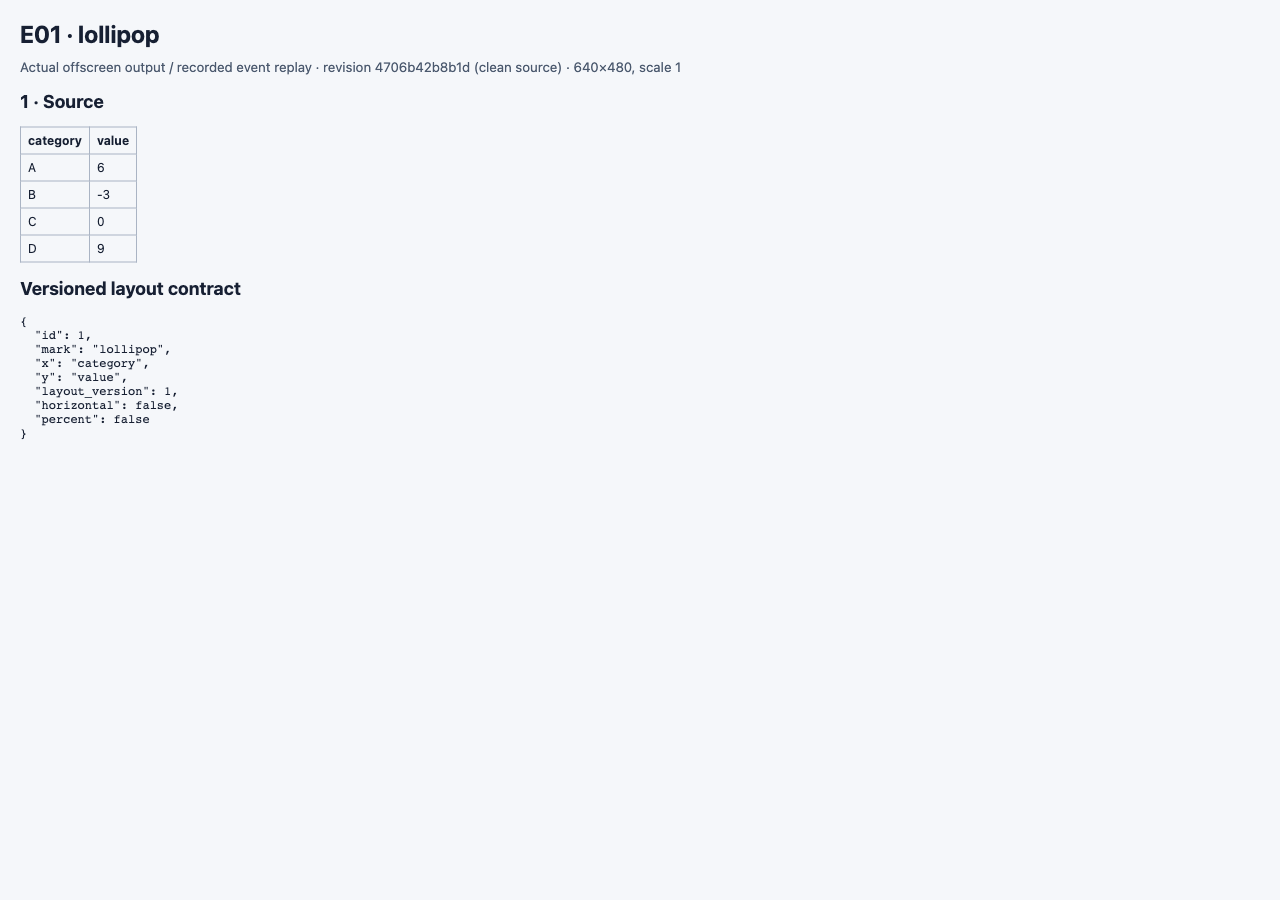 E01 · lollipop
Actual offscreen output / recorded event replay · revision 4706b42b8b1d (clean source) · 640×480, scale 1
1 · Source
category value
A 6
B -3
C 0
D 9
Versioned layout contract
{
  "id": 1,
  "mark": "lollipop",
  "x": "category",
  "y": "value",
  "layout_version": 1,
  "horizontal": false,
  "percent": false
}